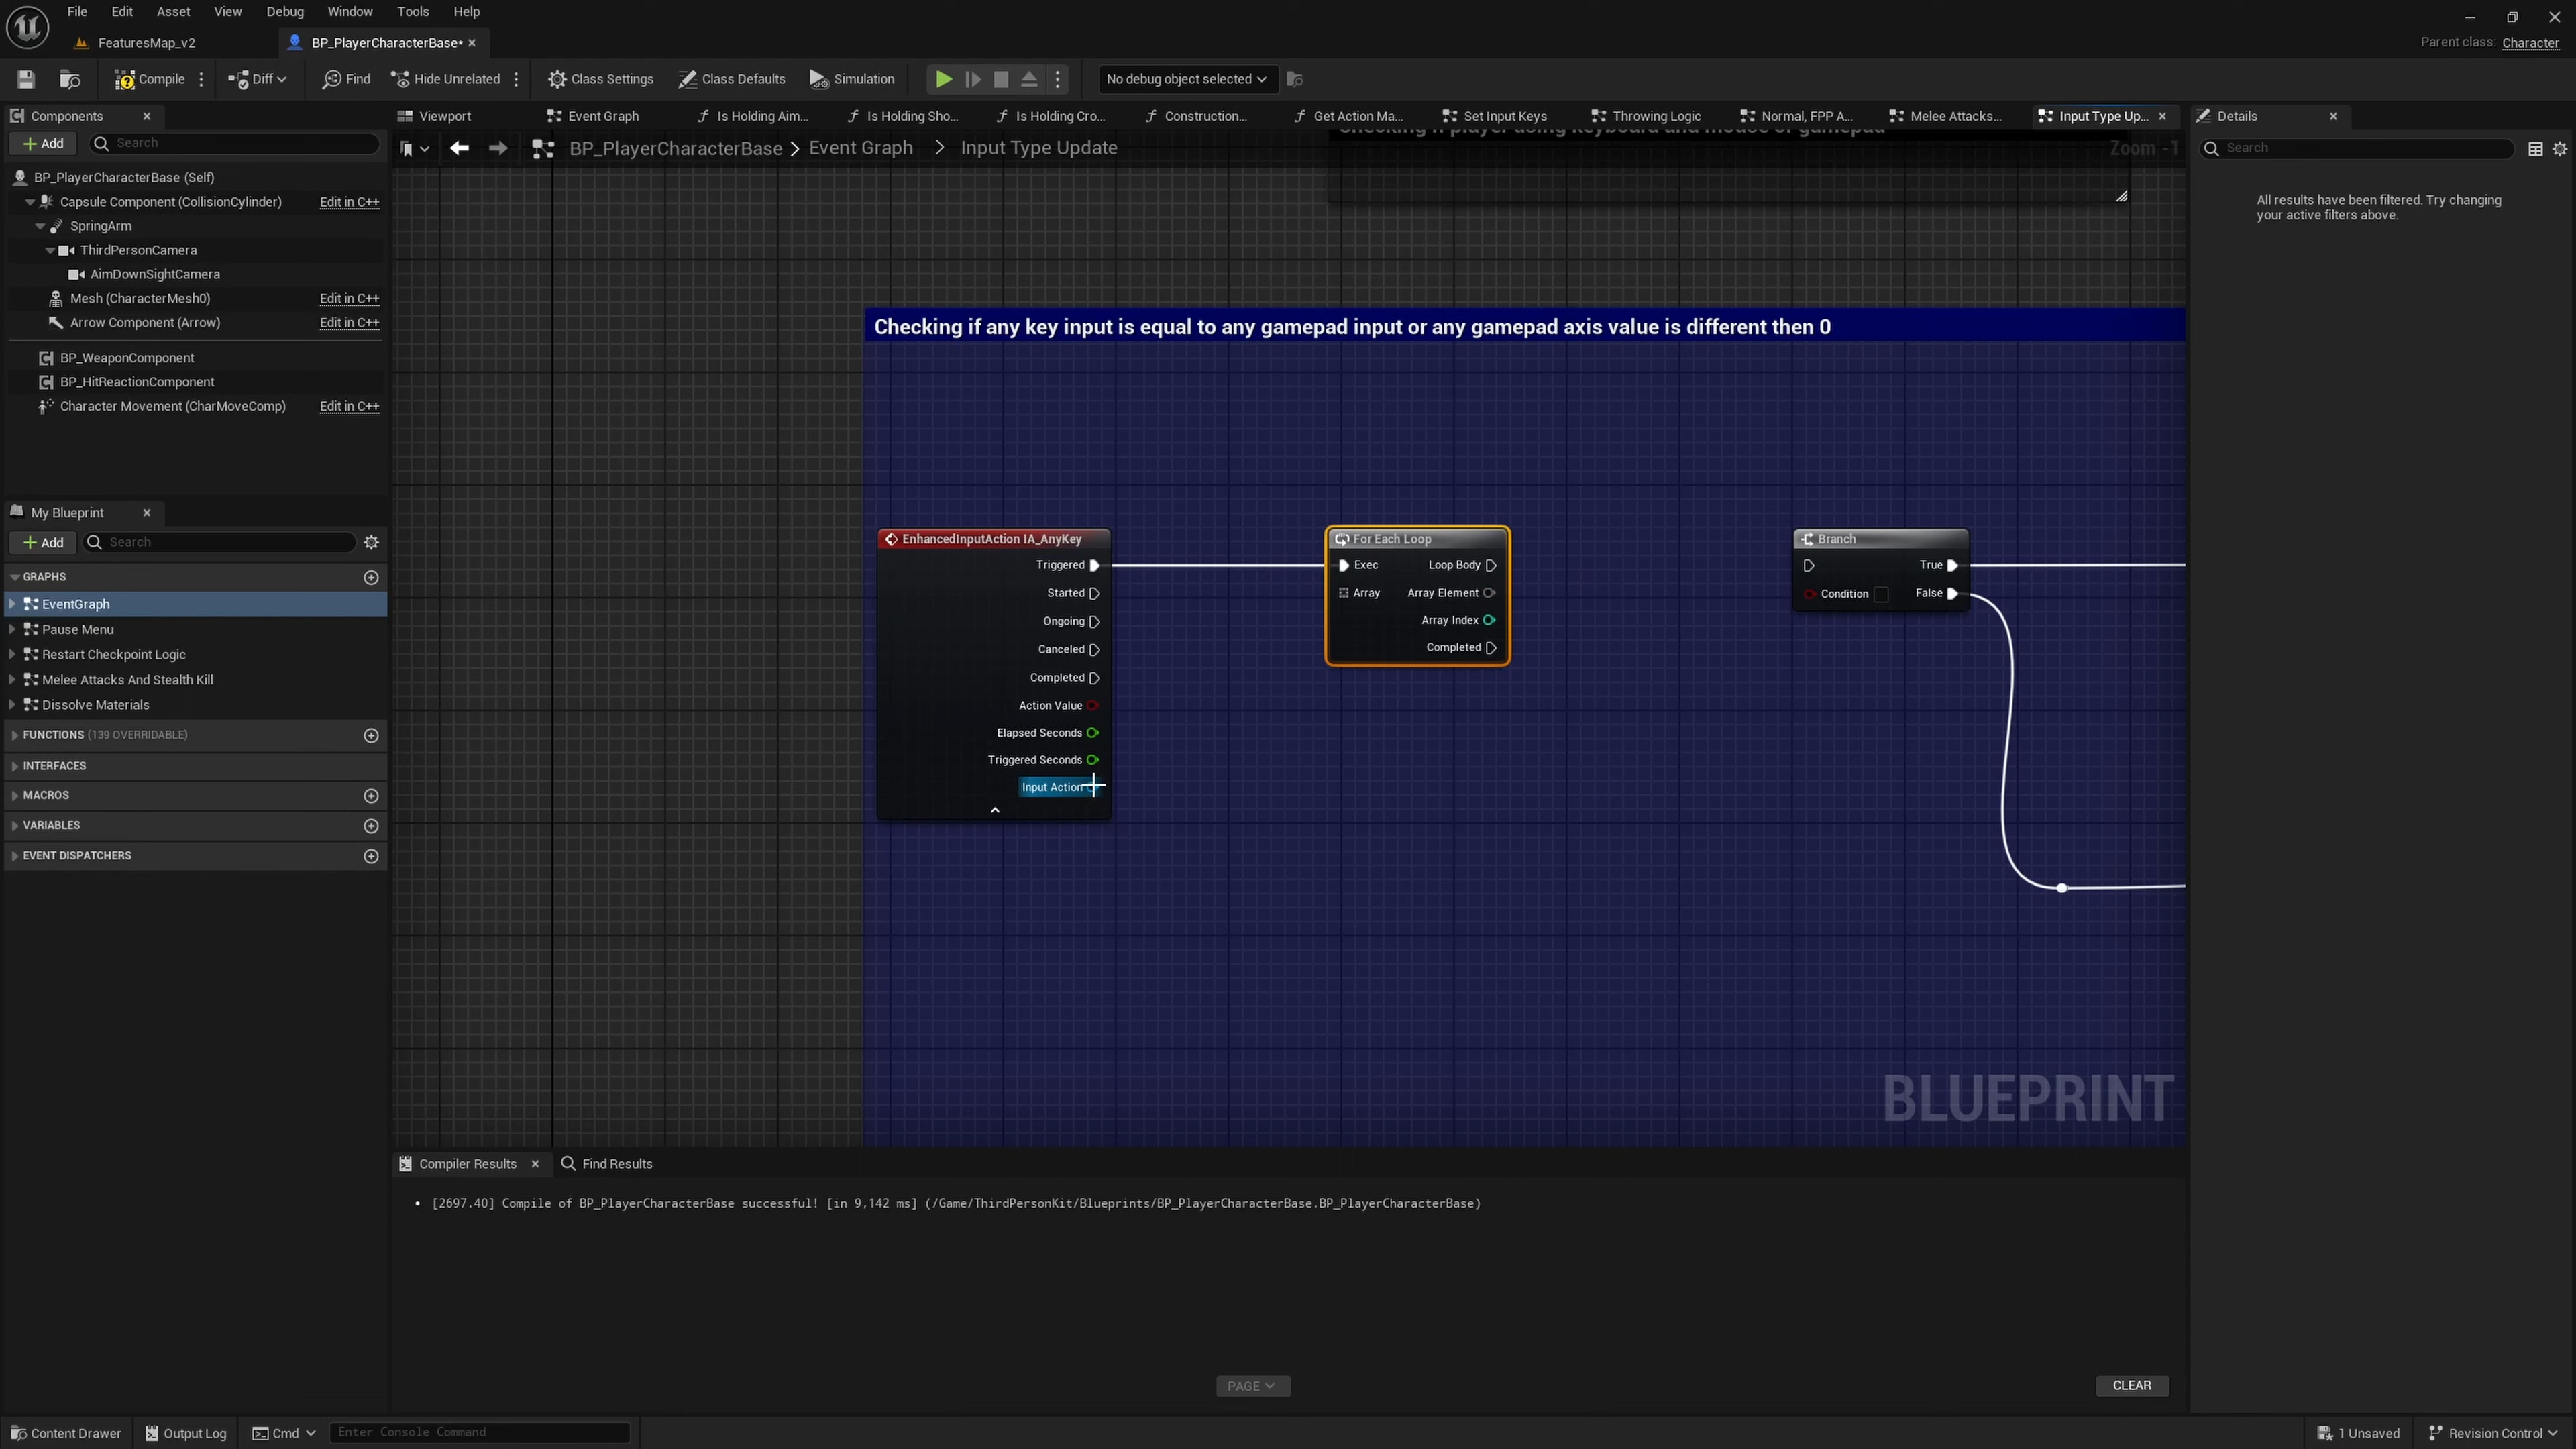 File Edit Asset View Debug Window Tools Help
FeaturesMap_v2
BP_PlayerCharacterBase*
Parent class: Character
Compile
Diff
Find
Hide Unrelated
Class Settings
Class Defaults
Simulation
No debug object selected
Components
Add
Search
BP_PlayerCharacterBase (Self)
Capsule Component (CollisionCylinder) Edit in C++
SpringArm
ThirdPersonCamera
AimDownSightCamera
Mesh (CharacterMesh0) Edit in C++
Arrow Component (Arrow) Edit in C++
BP_WeaponComponent
BP_HitReactionComponent
Character Movement (CharMoveComp) Edit in C++
My Blueprint
Add
Search
GRAPHS
EventGraph
Pause Menu
Restart Checkpoint Logic
Melee Attacks And Stealth Kill
Dissolve Materials
FUNCTIONS (139 OVERRIDABLE)
INTERFACES
MACROS
VARIABLES
EVENT DISPATCHERS
Viewport
Event Graph
Is Holding Aim...
Is Holding Sho...
Is Holding Cro...
Construction...
Get Action Ma...
Set Input Keys
Throwing Logic
Normal, FPP A...
Melee Attacks...
Input Type Up...
Checking if player using keyboard and mouse or gamepad
BP_PlayerCharacterBase > Event Graph > Input Type Update
Zoom -1
Checking if any key input is equal to any gamepad input or any gamepad axis value is different then 0
EnhancedInputAction IA_AnyKey
Triggered
Started
Ongoing
Canceled
Completed
Action Value
Elapsed Seconds
Triggered Seconds
Input Action
For Each Loop
Exec Loop Body
Array Array Element
Array Index
Completed
Branch
True
Condition False
BLUEPRINT
Details
Search
All results have been filtered. Try changing
your active filters above.
Compiler Results
Find Results
[2697.40] Compile of BP_PlayerCharacterBase successful! [in 9,142 ms] (/Game/ThirdPersonKit/Blueprints/BP_PlayerCharacterBase.BP_PlayerCharacterBase)
PAGE
CLEAR
Content Drawer
Output Log
Cmd
Enter Console Command
1 Unsaved
Revision Control